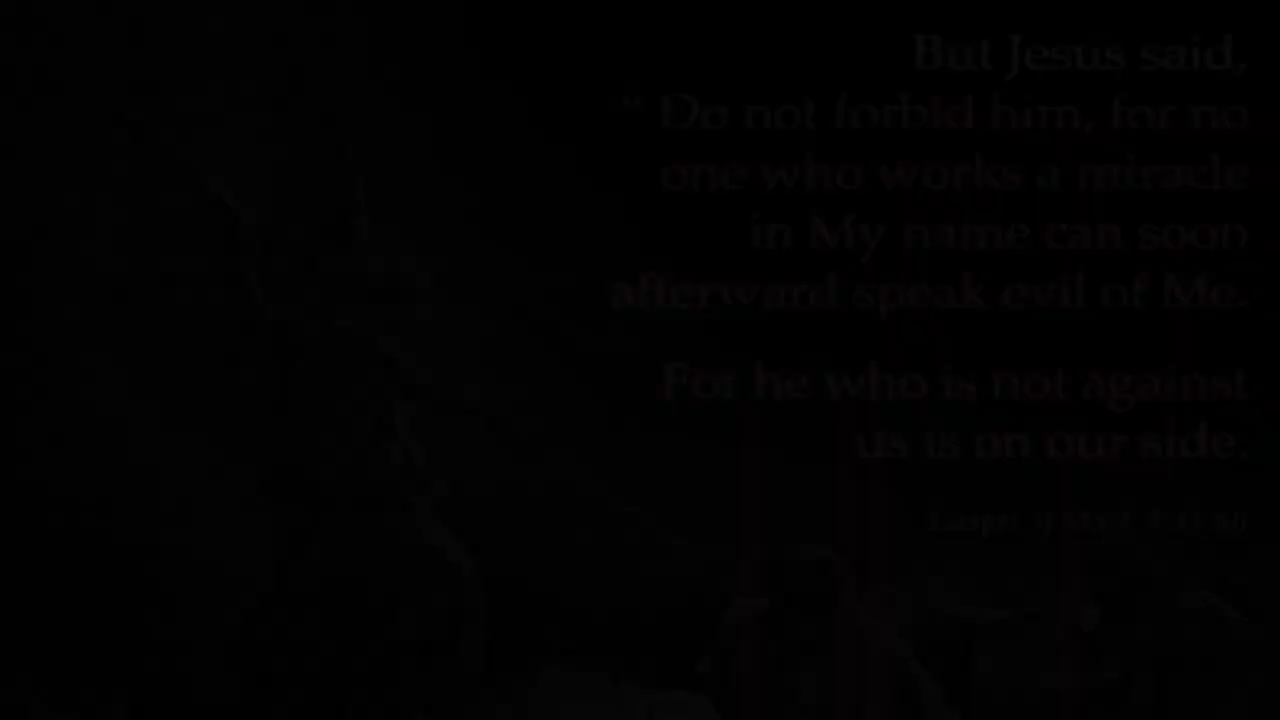 But Jesus said,
" Do not forbid him, for no
one who works a miracle
in My name can soon
afterward speak evil of Me.
For he who is not against
us is on our side.